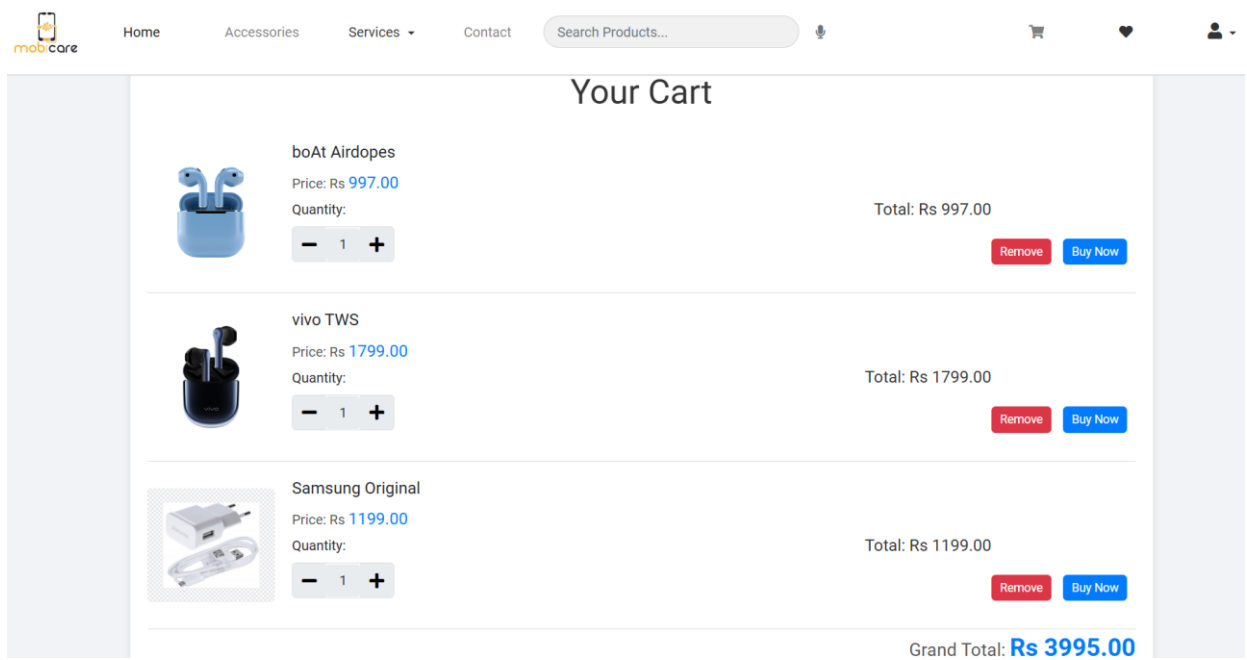 mobicare
Home Accessories Services Contact Search Products...
Your Cart
boAt Airdopes
Price: Rs 997.00
Quantity:
Total: Rs 997.00
1
Remove Buy Now
vivo TWS
Price: Rs 1799.00
Quantity:
Total: Rs 1799.00
vivo
1
Remove Buy Now
Samsung Original
Price: Rs 1199.00
Quantity:
Total: Rs 1199.00
1
Remove Buy Now
Grand Total: Rs 3995.00